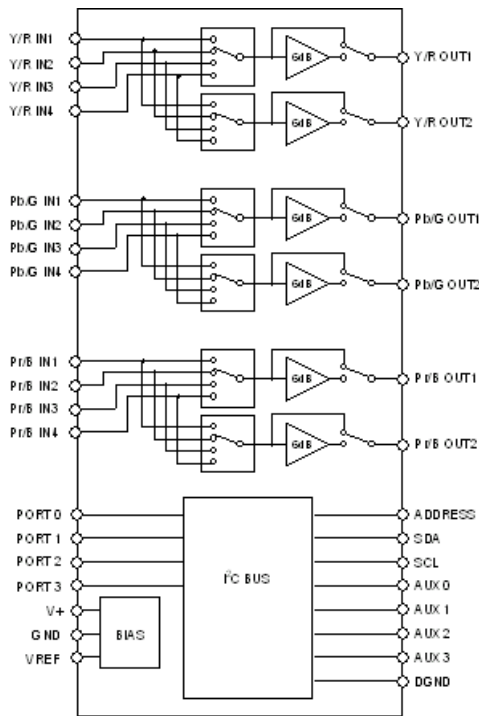 Y/R IN1
Y/R IN2
Y/R IN3
Y/R IN4
6dB
Y/R OUT1
6dB
Y/R OUT2
Pb/G IN1
Pb/G IN2
Pb/G IN3
Pb/G IN4
6dB
Pb/G OUT1
6dB
Pb/G OUT2
Pr/B IN1
Pr/B IN2
Pr/B IN3
Pr/B IN4
6dB
Pr/B OUT1
6dB
Pr/B OUT2
PORT 0
PORT 1
PORT 2
PORT 3
V+
GND
VREF
BIAS
I²C BUS
ADDRESS
SDA
SCL
AUX 0
AUX 1
AUX 2
AUX 3
DGND